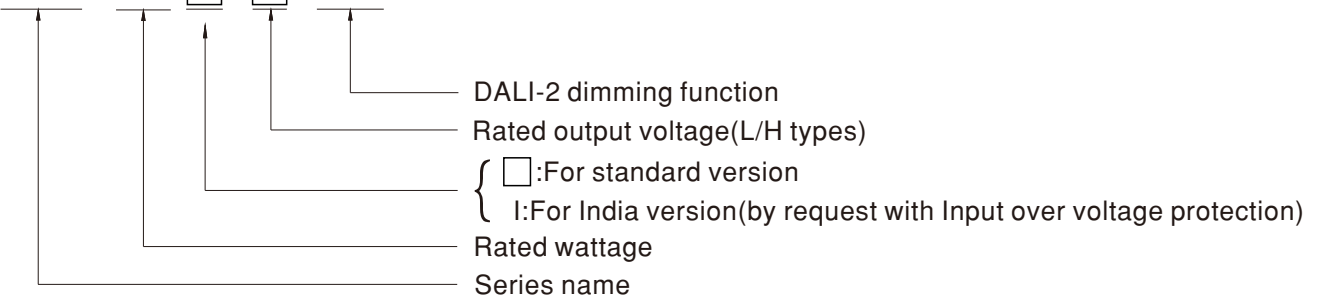 DALI-2 dimming function
Rated output voltage(L/H types)
□:For standard version
I:For India version(by request with Input over voltage protection)
Rated wattage
Series name